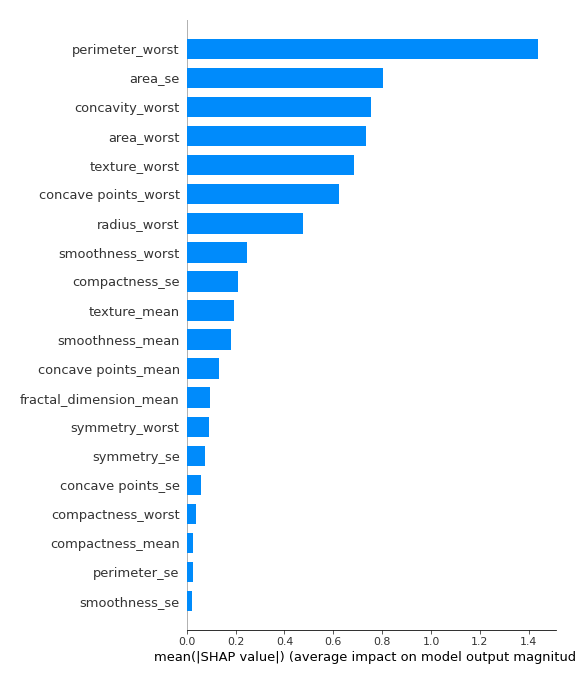 perimeter_worst
area_se
concavity_worst
area_worst
texture_worst
concave points_worst
radius_worst
smoothness_worst
compactness_se
texture_mean
smoothness_mean
concave points_mean
fractal_dimension_mean
symmetry_worst
symmetry_se
concave points_se
compactness_worst
compactness_mean
perimeter_se
smoothness_se
0.0 0.2 0.4 0.6 0.8 1.0 1.2 1.4
mean(|SHAP value|) (average impact on model output magnitud